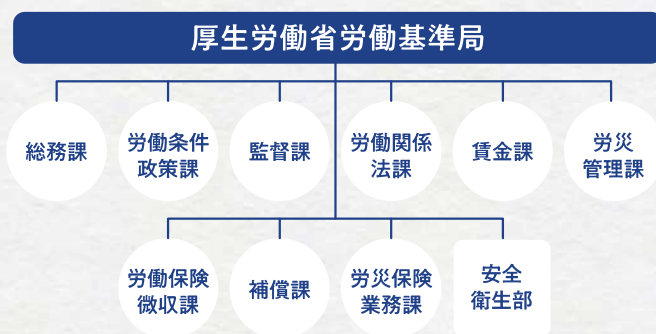 厚生労働省労働基準局
総務課
労働条件
政策課
監督課
労働関係
法課
賃金課
労災
管理課
労働保険
徴収課
補償課
労災保険
業務課
安全
衛生部